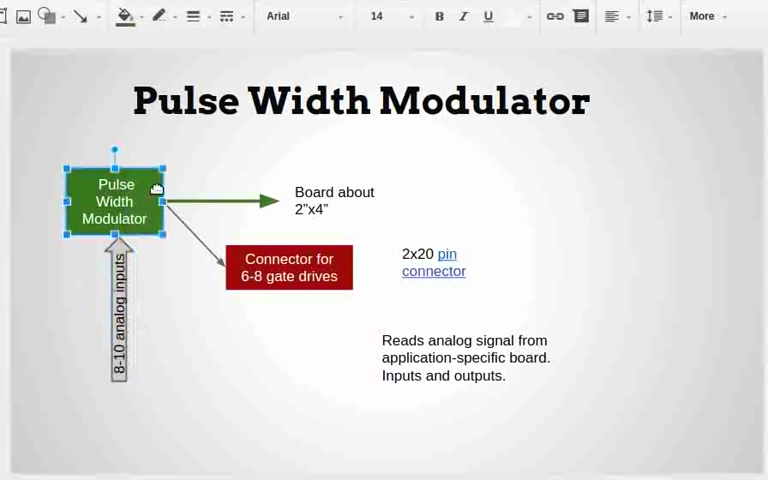 Arial
14
B I U
More
Pulse Width Modulator
Pulse
Width
Modulator
Board about
2”x4”
Connector for
6-8 gate drives
2x20 pin
connector
8-10 analog inputs
Reads analog signal from
application-specific board.
Inputs and outputs.